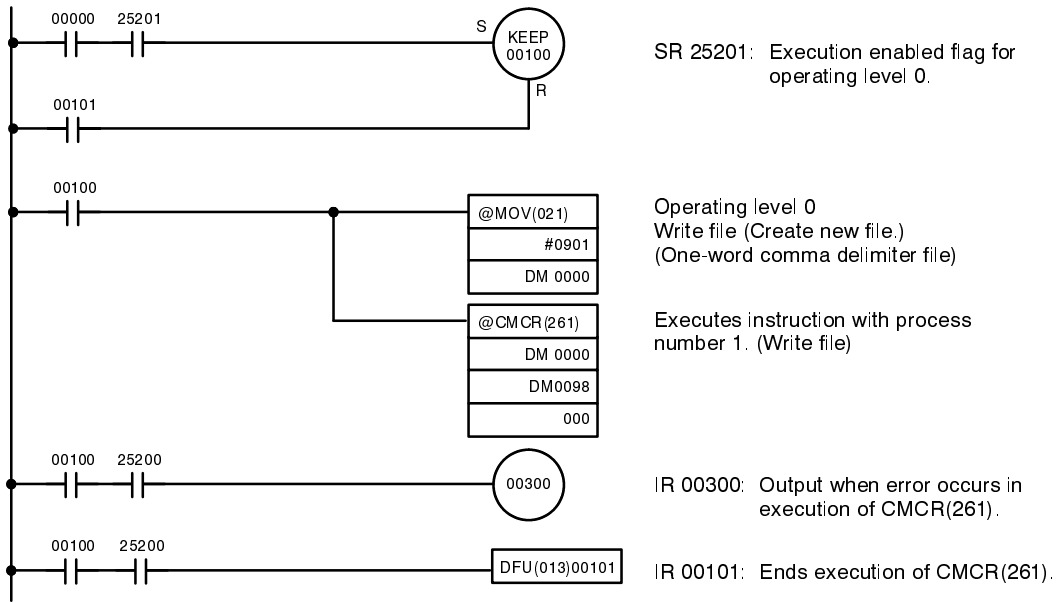 00000 25201
S
KEEP
00100
R
SR 25201: Execution enabled flag for
operating level 0.
00101
00100
@MOV(021)
#0901
DM 0000
Operating level 0
Write file (Create new file.)
(One-word comma delimiter file)
@CMCR(261)
DM 0000
DM0098
000
Executes instruction with process
number 1. (Write file)
00100 25200
00300
IR 00300: Output when error occurs in
execution of CMCR(261).
00100 25200
DFU(013)00101
IR 00101: Ends execution of CMCR(261).